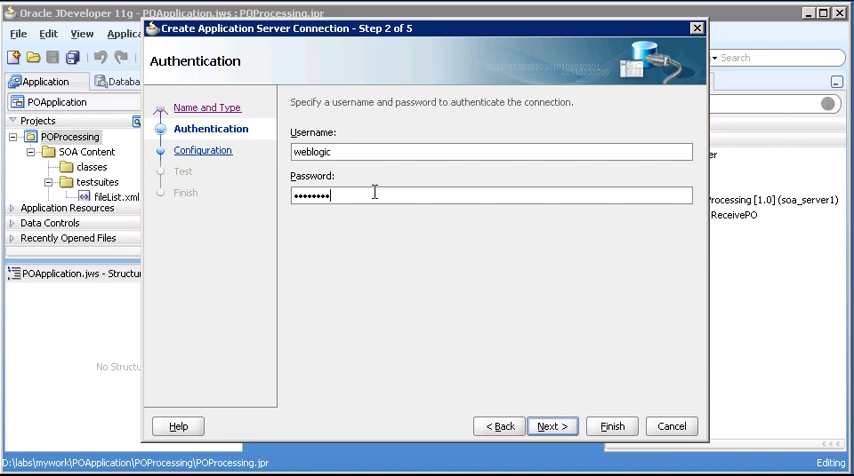 Oracle JDeveloper 11g - POApplication.jws : POProcessing.jpr
Create Application Server Connection - Step 2 of 5
File Edit View Applica
Search
Authentication
Application Databa
POApplication
Projects
POProcessing
SOA Content
classes
testsuites
fileList.xml
Application Resources
Data Controls
Recently Opened Files
POApplication.jws - Structu
No Structu
Name and Type
Authentication
Configuration
Test
Finish
Specify a username and password to authenticate the connection.
Username:
weblogic
Password:
••••••••
er
rocessing [1.0] (soa_server1)
ReceivePO
Help
< Back
Next >
Finish
Cancel
D:\labs\mywork\POApplication\POProcessing\POProcessing.jpr
Editing